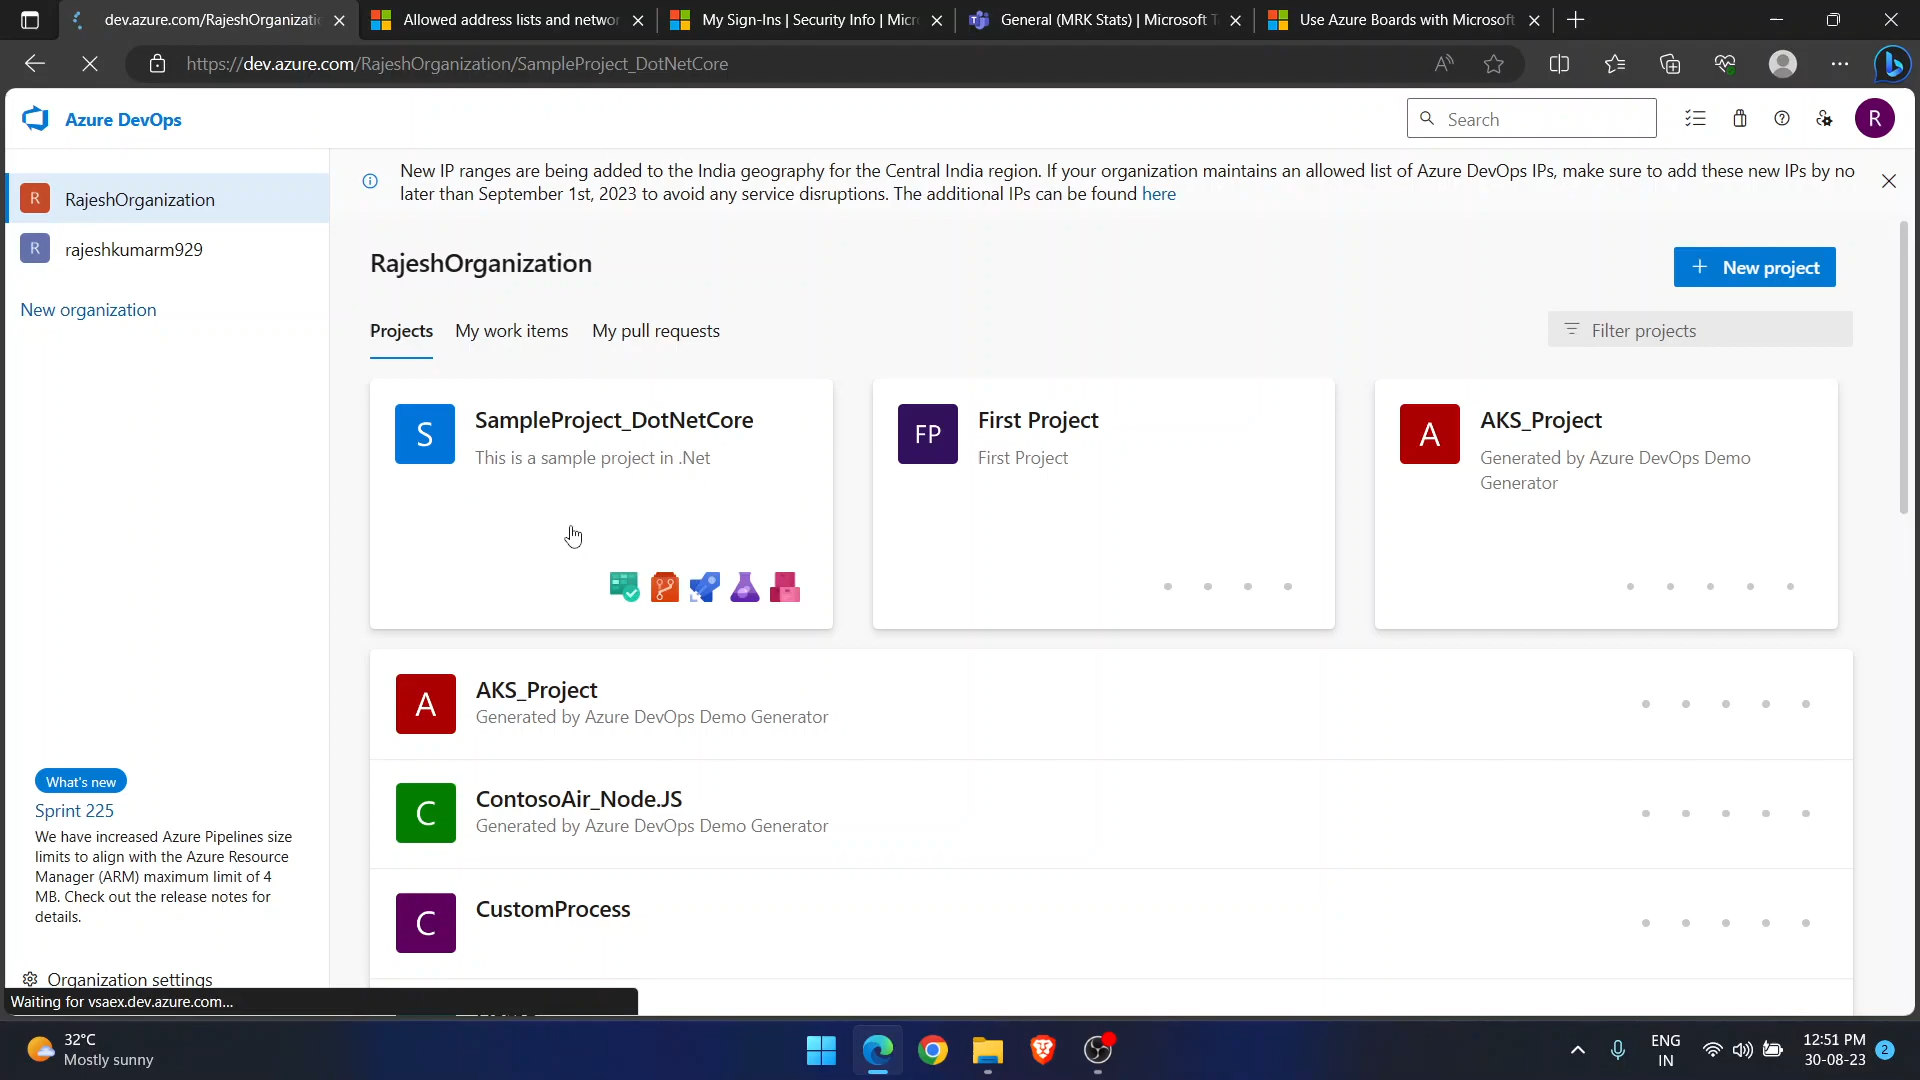 dev.azure.com/RajeshOrganizatio
Allowed address lists and networ
My Sign-Ins | Security Info | Micr
General (MRK Stats) | Microsoft T
Use Azure Boards with Microsoft
https://dev.azure.com/RajeshOrganization/SampleProject_DotNetCore
Azure DevOps
Search
R
R RajeshOrganization
R rajeshkumarm929
New organization
New IP ranges are being added to the India geography for the Central India region. If your organization maintains an allowed list of Azure DevOps IPs, make sure to add these new IPs by no
later than September 1st, 2023 to avoid any service disruptions. The additional IPs can be found here
RajeshOrganization
+ New project
Projects My work items My pull requests
Filter projects
S
SampleProject_DotNetCore
This is a sample project in .Net
FP
First Project
First Project
A
AKS_Project
Generated by Azure DevOps Demo
Generator
A
AKS_Project
Generated by Azure DevOps Demo Generator
C
ContosoAir_Node.JS
Generated by Azure DevOps Demo Generator
C
CustomProcess
What's new
Sprint 225
We have increased Azure Pipelines size
limits to align with the Azure Resource
Manager (ARM) maximum limit of 4
MB. Check out the release notes for
details.
Organization settings
Waiting for vsaex.dev.azure.com...
32°C
Mostly sunny
ENG
IN
12:51 PM
30-08-23
2